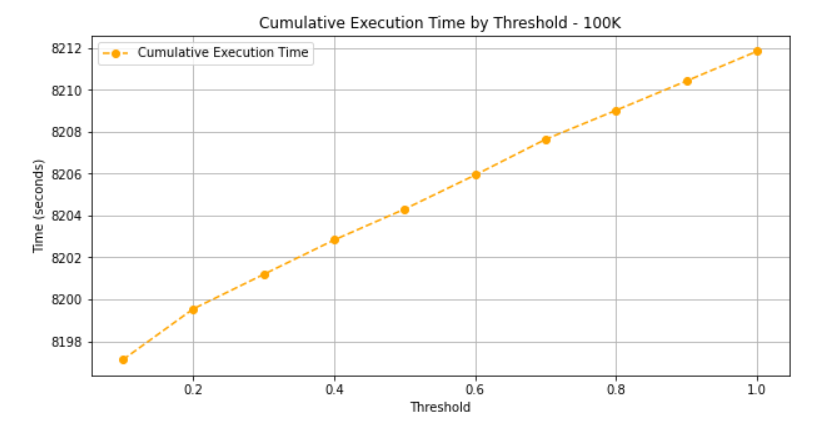 Cumulative Execution Time by Threshold - 100K
Cumulative Execution Time
8212
8210
8208
8206
8204
8202
8200
8198
Time (seconds)
0.2 0.4 0.6 0.8 1.0
Threshold